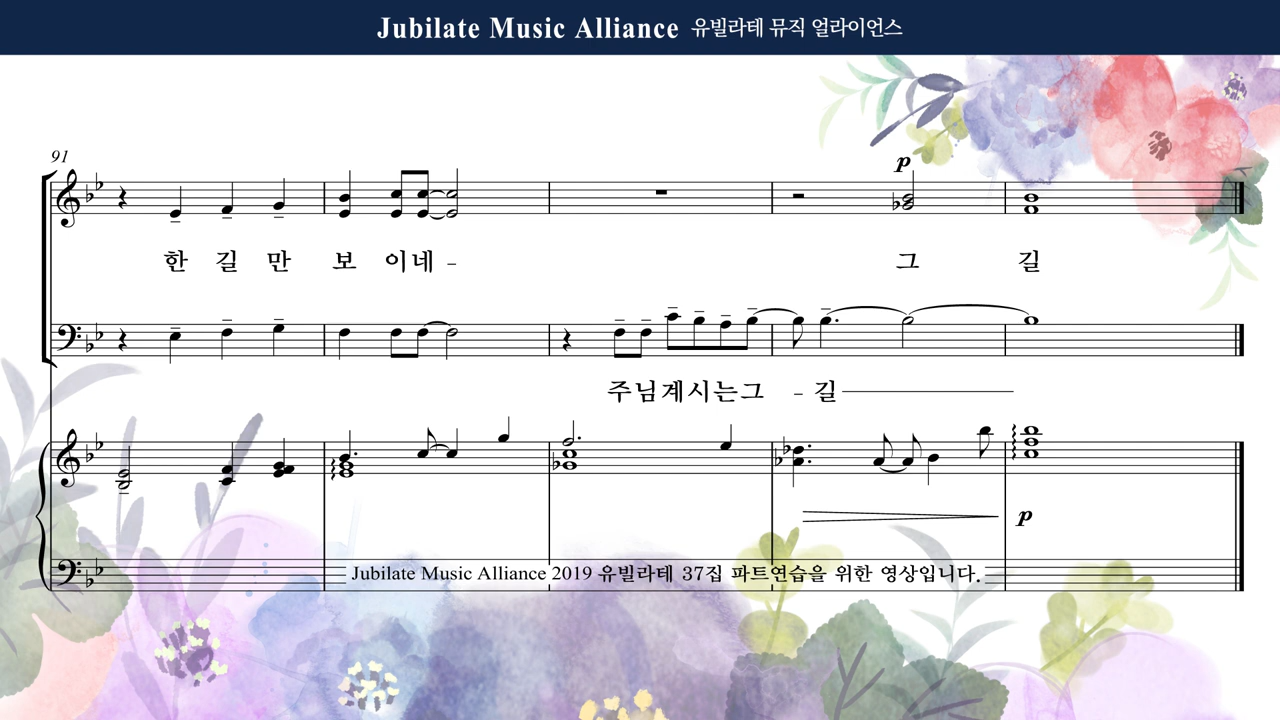 Jubilate Music Alliance 유빌라테 뮤직 얼라이언스
91
p
한 길 만 보 이 네 - 그 길
주 님 계 시 는 그 - 길
p
Jubilate Music Alliance 2019 유빌라테 37집 파트연습을 위한 영상입니다.